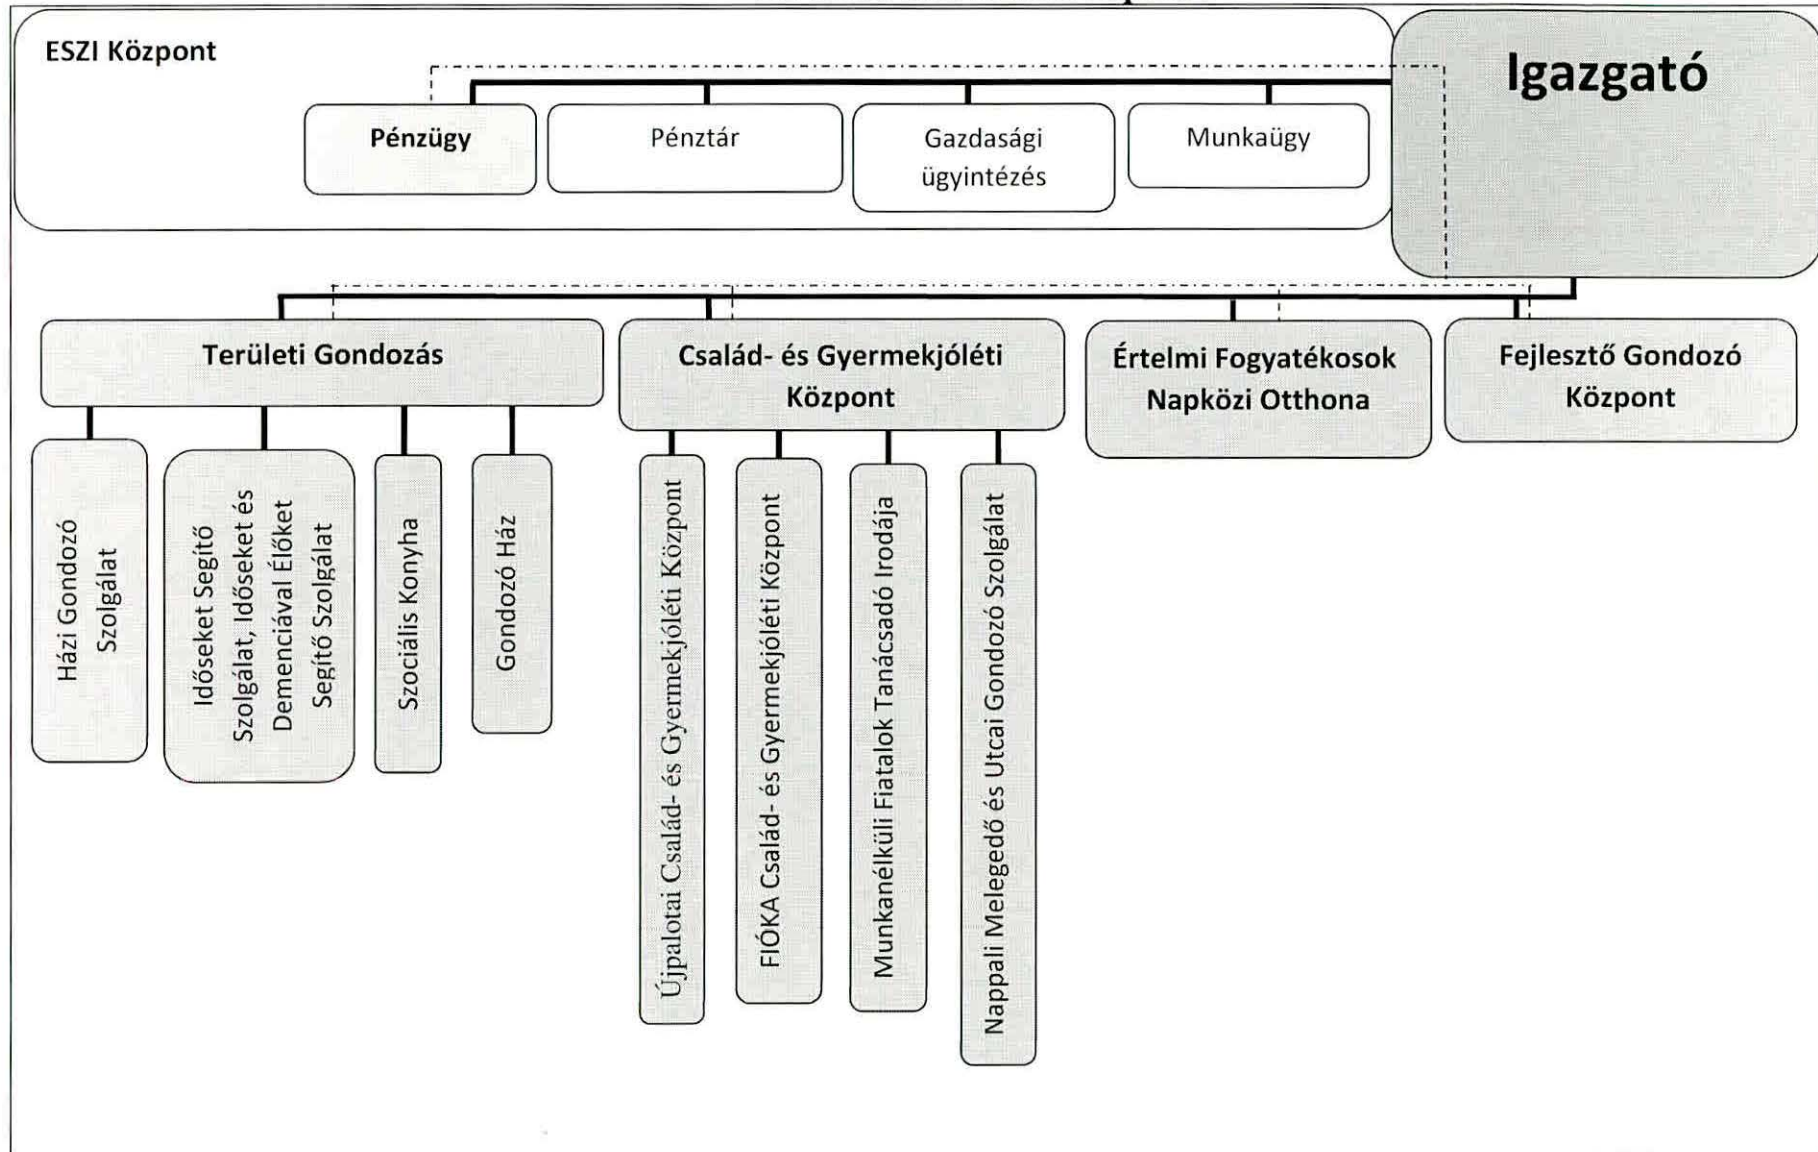 ESZI Központ
Igazgató
Pénzügy
Pénztár
Gazdasági
ügyintézés
Munkaügy
Területi Gondozás
Család- és Gyermekjóléti
Központ
Értelmi Fogyatékosok
Napközi Otthona
Fejlesztő Gondozó
Központ
Házi Gondozó
Szolgálat
Időseket Segítő
Szolgálat, Időseket és
Demenciával Élőket
Segítő Szolgálat
Szociális Konyha
Gondozó Ház
Újpalotai Család- és Gyermekjóléti Központ
FIÓKA Család- és Gyermekjóléti Központ
Munkanélküli Fiatalok Tanácsadó Irodája
Nappali Melegedő és Utcai Gondozó Szolgálat